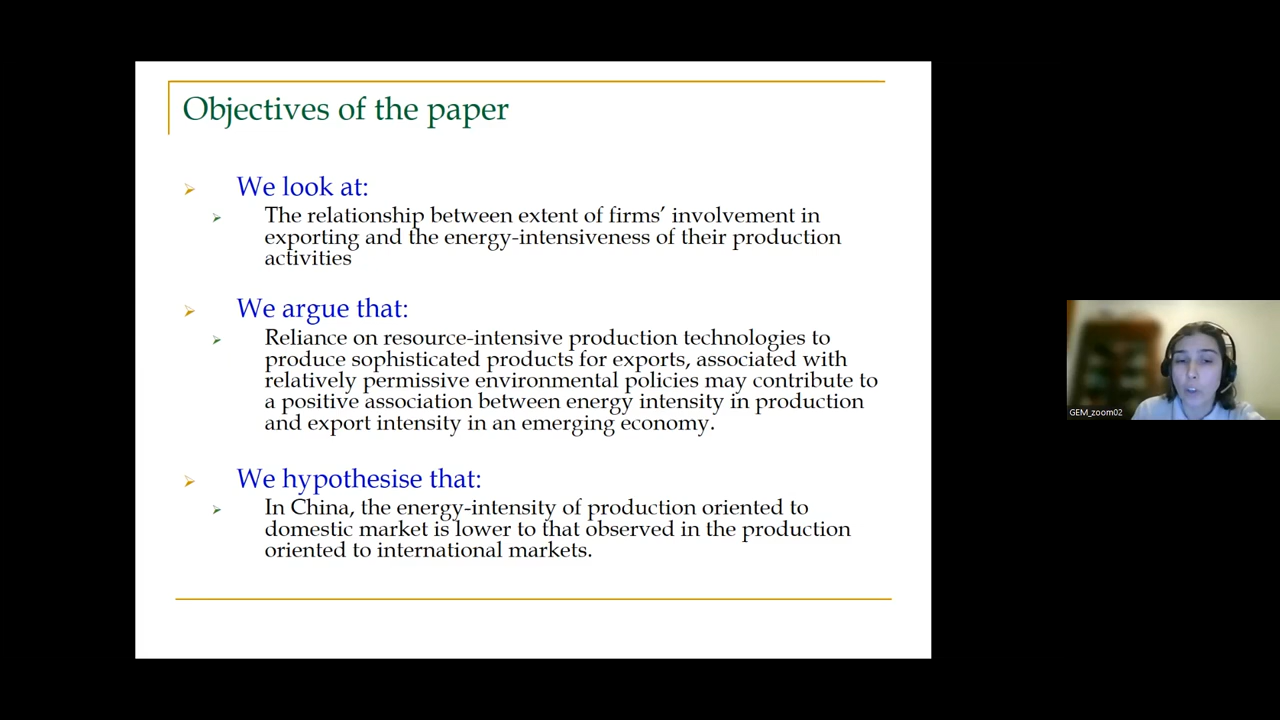 Objectives of the paper
We look at:
The relationship between extent of firms’ involvement in
exporting and the energy-intensiveness of their production
activities
We argue that:
Reliance on resource-intensive production technologies to
produce sophisticated products for exports, associated with
relatively permissive environmental policies may contribute to
a positive association between energy intensity in production
and export intensity in an emerging economy.
We hypothesise that:
In China, the energy-intensity of production oriented to
domestic market is lower to that observed in the production
oriented to international markets.
GEM_zoom02